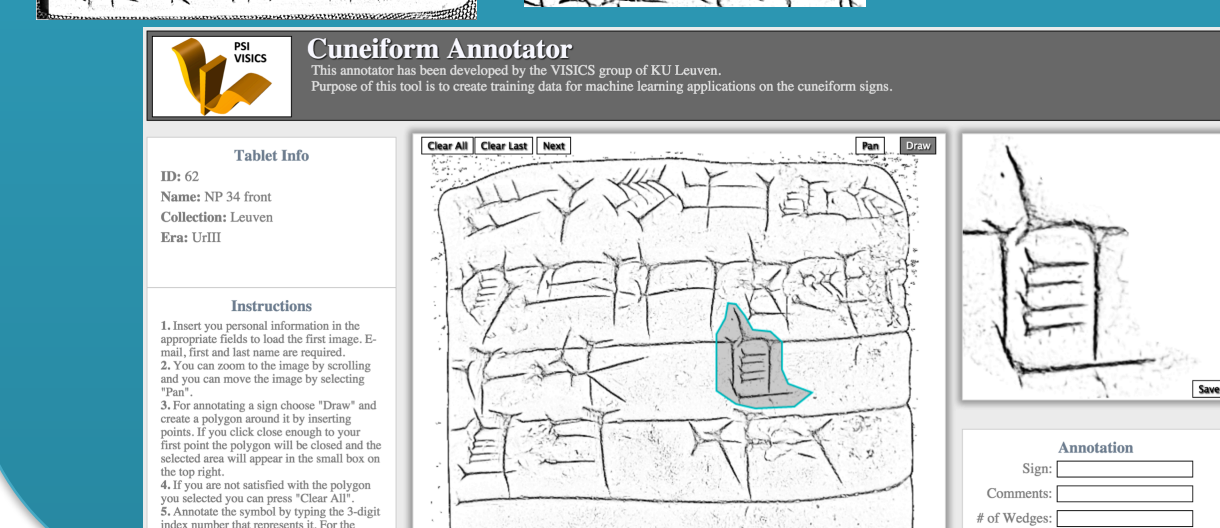 PSI
VISICS
Cuneiform Annotator
This annotator has been developed by the VISICS group of KU Leuven.
Purpose of this tool is to create training data for machine learning applications on the cuneiform signs.
Tablet Info
ID: 62
Name: NP 34 front
Collection: Leuven
Era: UrIII
Instructions
1. Insert you personal information in the
appropriate fields to load the first image. E-
mail, first and last name are required.
2. You can zoom to the image by scrolling
and you can move the image by selecting
"Pan".
3. For annotating a sign choose "Draw" and
create a polygon around it by inserting
points. If you click close enough to your
first point the polygon will be closed and the
selected area will appear in the small box on
the top right.
4. If you are not satisfied with the polygon
you selected you can press "Clear All".
5. Annotate the symbol by typing the 3-digit
index number that represents it. For the
Clear All Clear Last Next Pan Draw
Save
Annotation
Sign:
Comments:
# of Wedges: